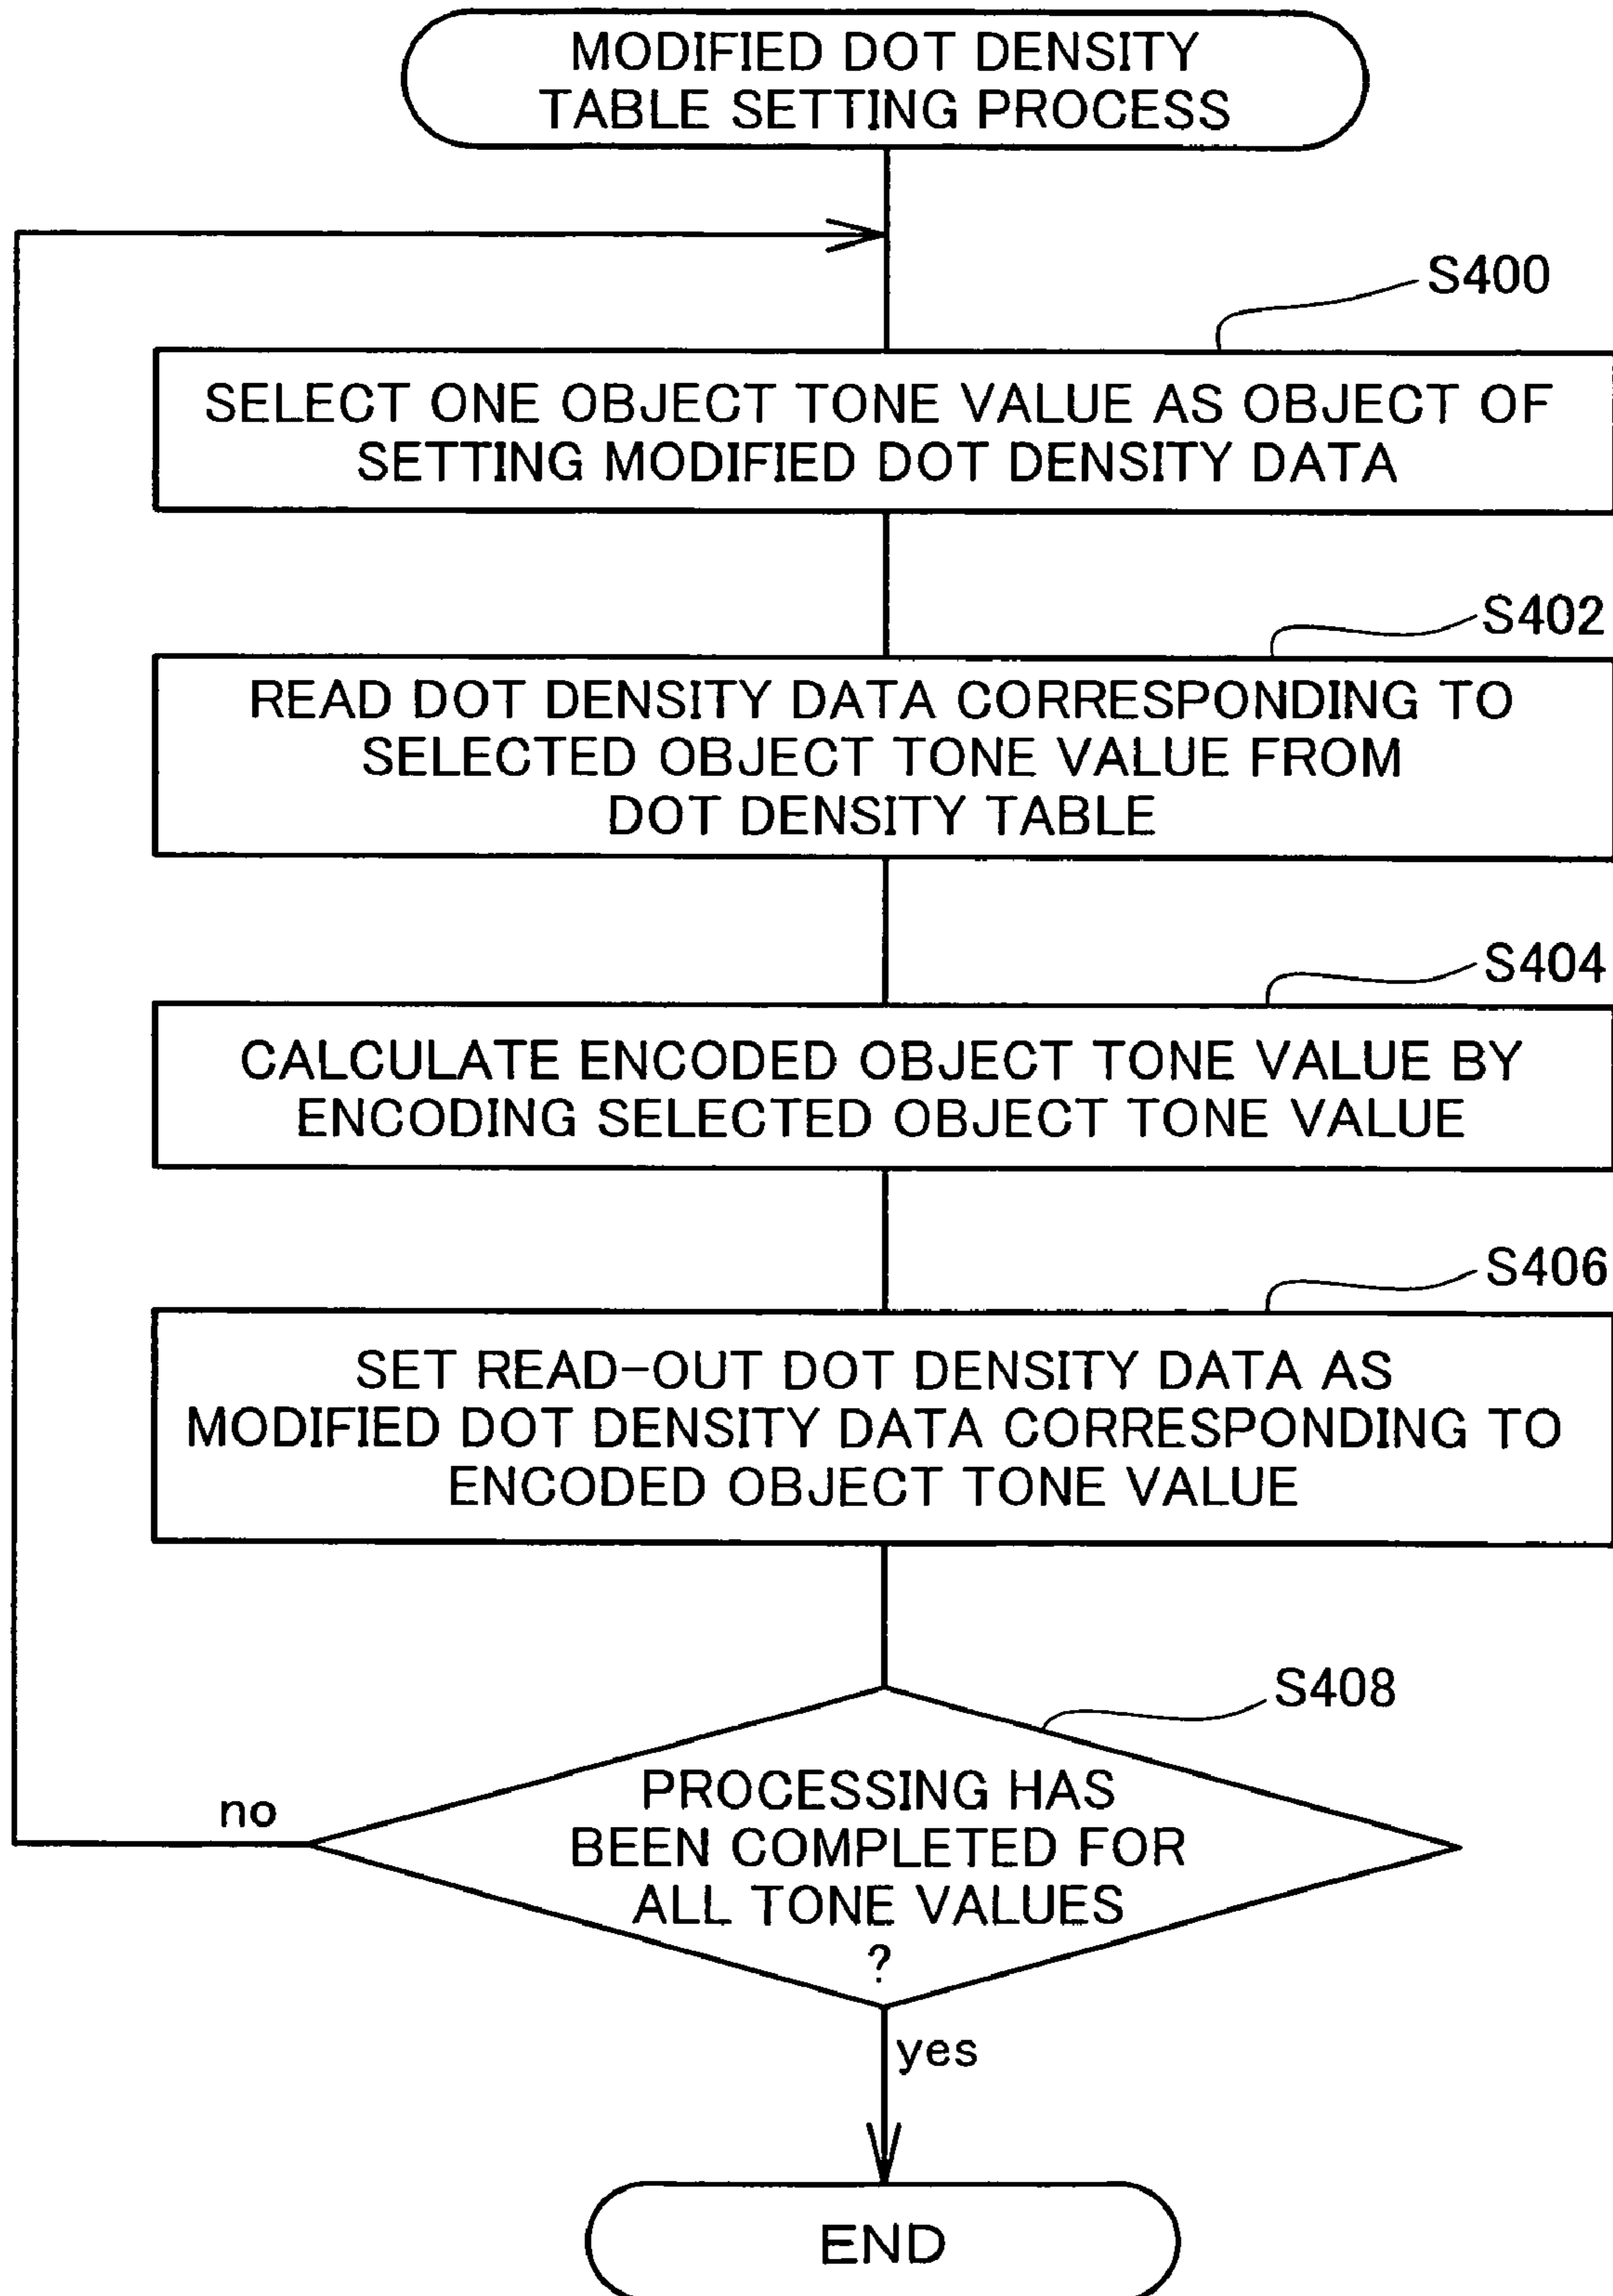 MODIFIED DOT DENSITY
TABLE SETTING PROCESS
S400
SELECT ONE OBJECT TONE VALUE AS OBJECT OF
SETTING MODIFIED DOT DENSITY DATA
S402
READ DOT DENSITY DATA CORRESPONDING TO
SELECTED OBJECT TONE VALUE FROM
DOT DENSITY TABLE
S404
CALCULATE ENCODED OBJECT TONE VALUE BY
ENCODING SELECTED OBJECT TONE VALUE
S406
SET READ-OUT DOT DENSITY DATA AS
MODIFIED DOT DENSITY DATA CORRESPONDING TO
ENCODED OBJECT TONE VALUE
S408
PROCESSING HAS
no
BEEN COMPLETED FOR
ALL TONE VALUES
?
yes
END